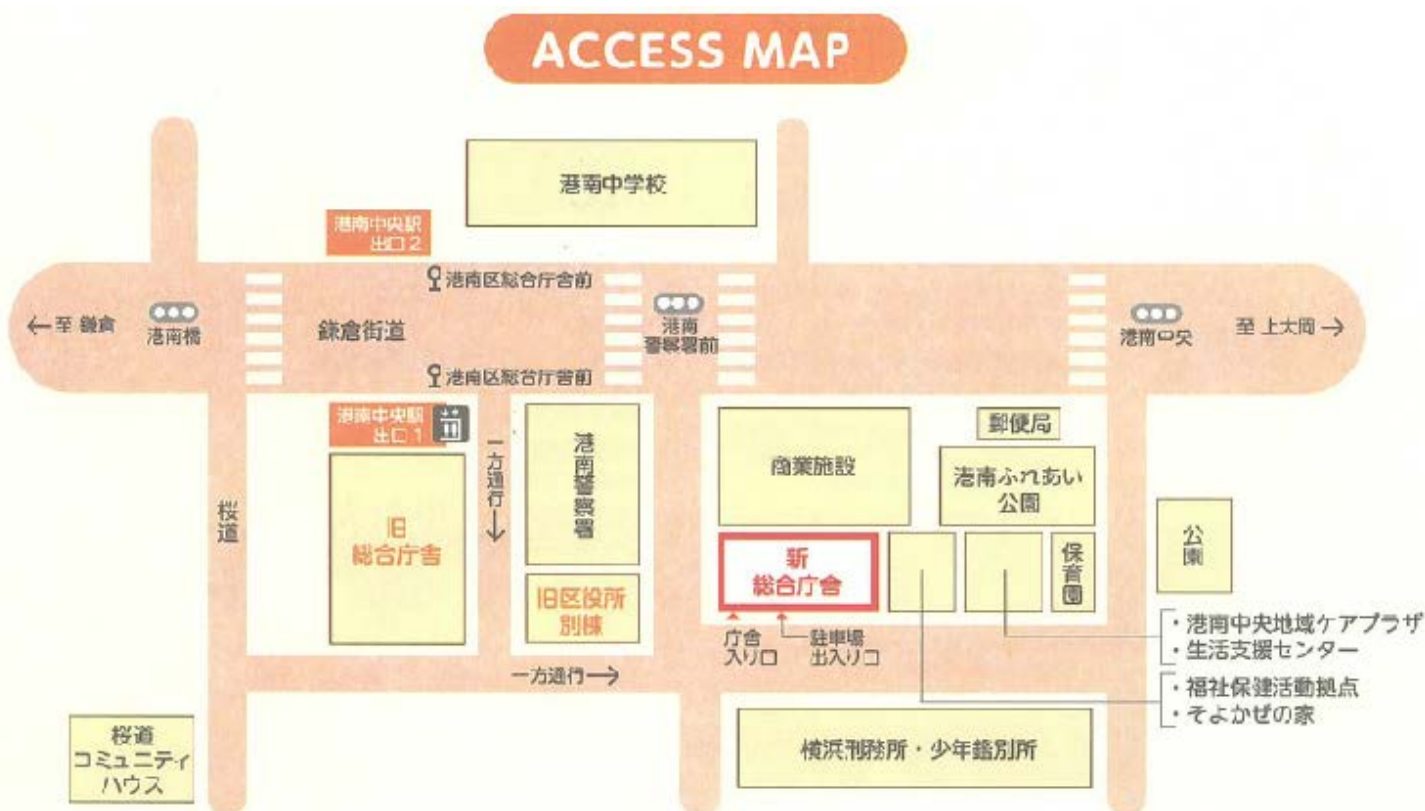 ACCESS MAP
港南中学校
港南中央駅
出口2
港南区総合庁舎前
←至 鎌倉
港南橋
鎌倉街道
港南
警察署前
港南中央
至 上大岡→
港南区総合庁舎前
港南中央駅
出口1
桜道
旧
総合庁舎
一方通行→
港南警察署
旧区役所
別棟
商業施設
郵便局
港南ふれあい
公園
新
総合庁舎
保育園
公園
庁舎
入り口
駐車場
出入り口
・港南中央地域ケアプラザ
・生活支援センター
・福祉保健活動拠点
・そよかぜの家
一方通行→
桜道
コミュニティ
ハウス
横浜刑務所・少年鑑別所